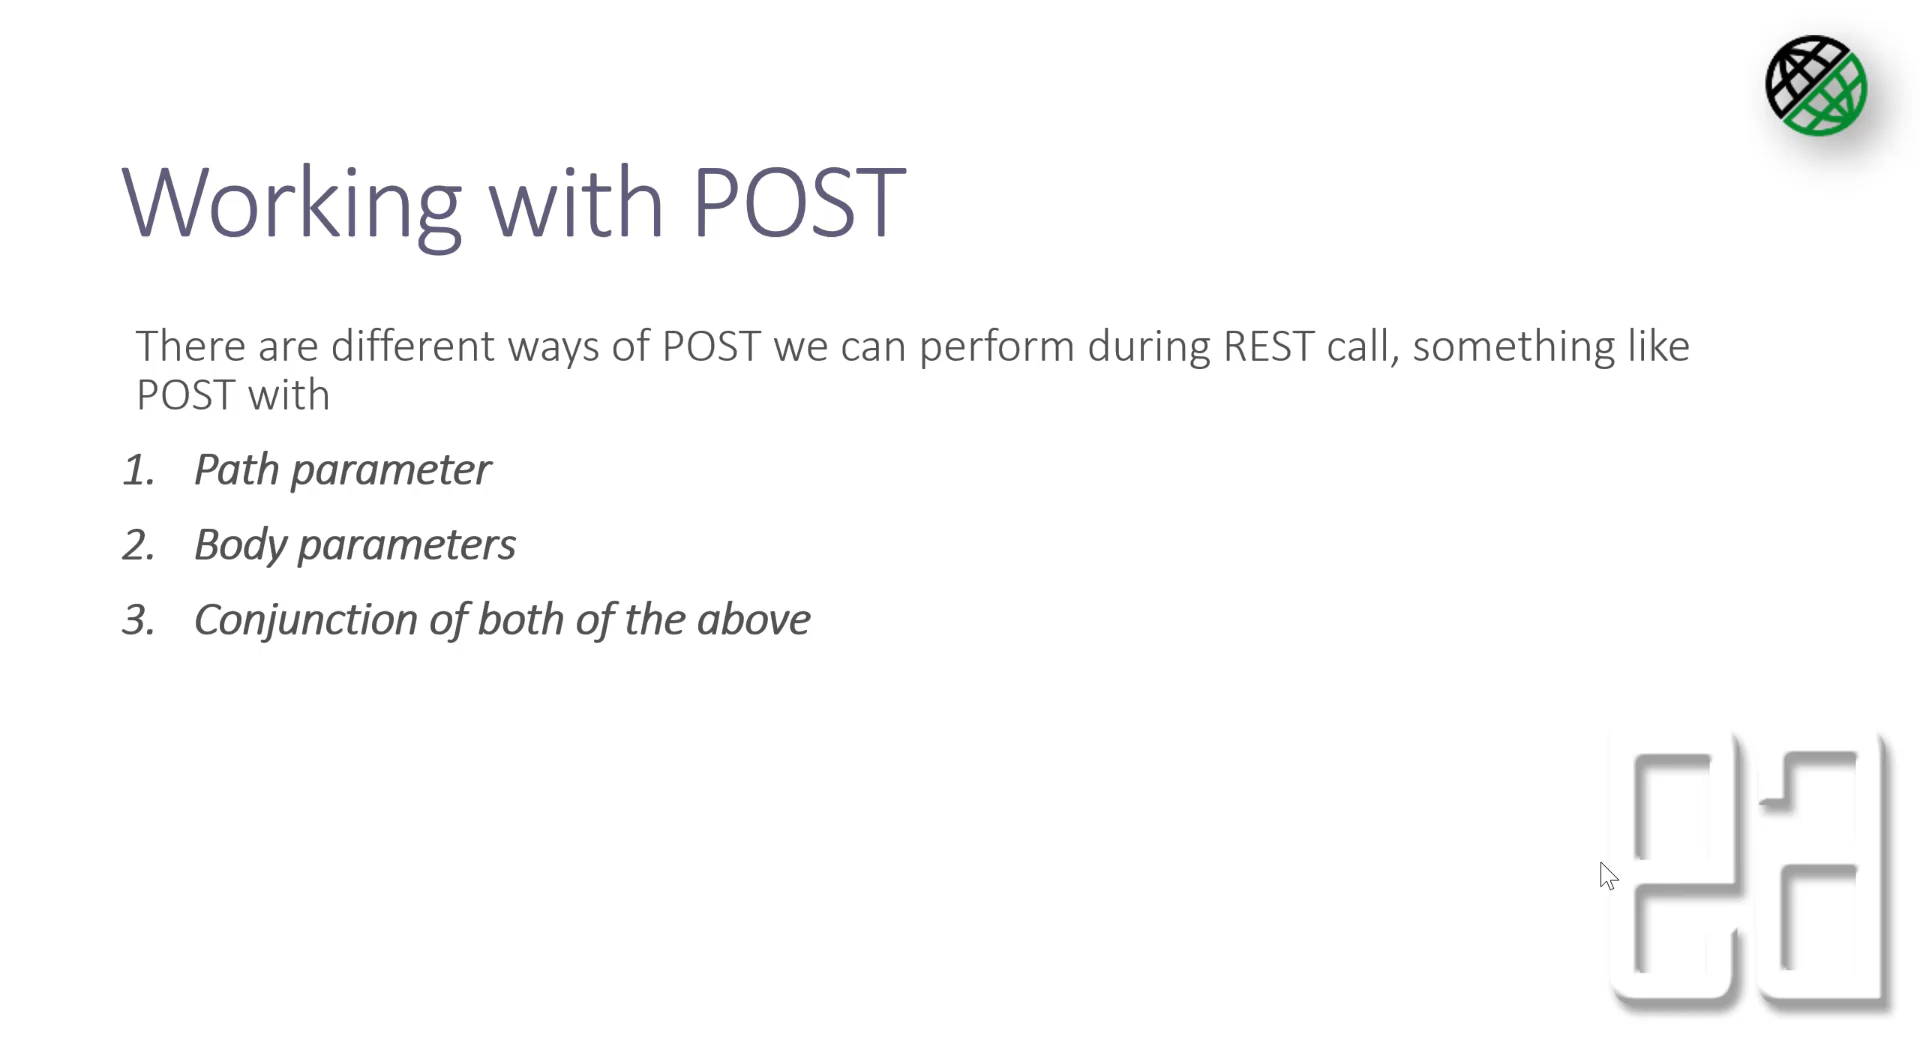 Working with POST
There are different ways of POST we can perform during REST call, something like
POST with
1. Path parameter
2. Body parameters
3. Conjunction of both of the above
ea